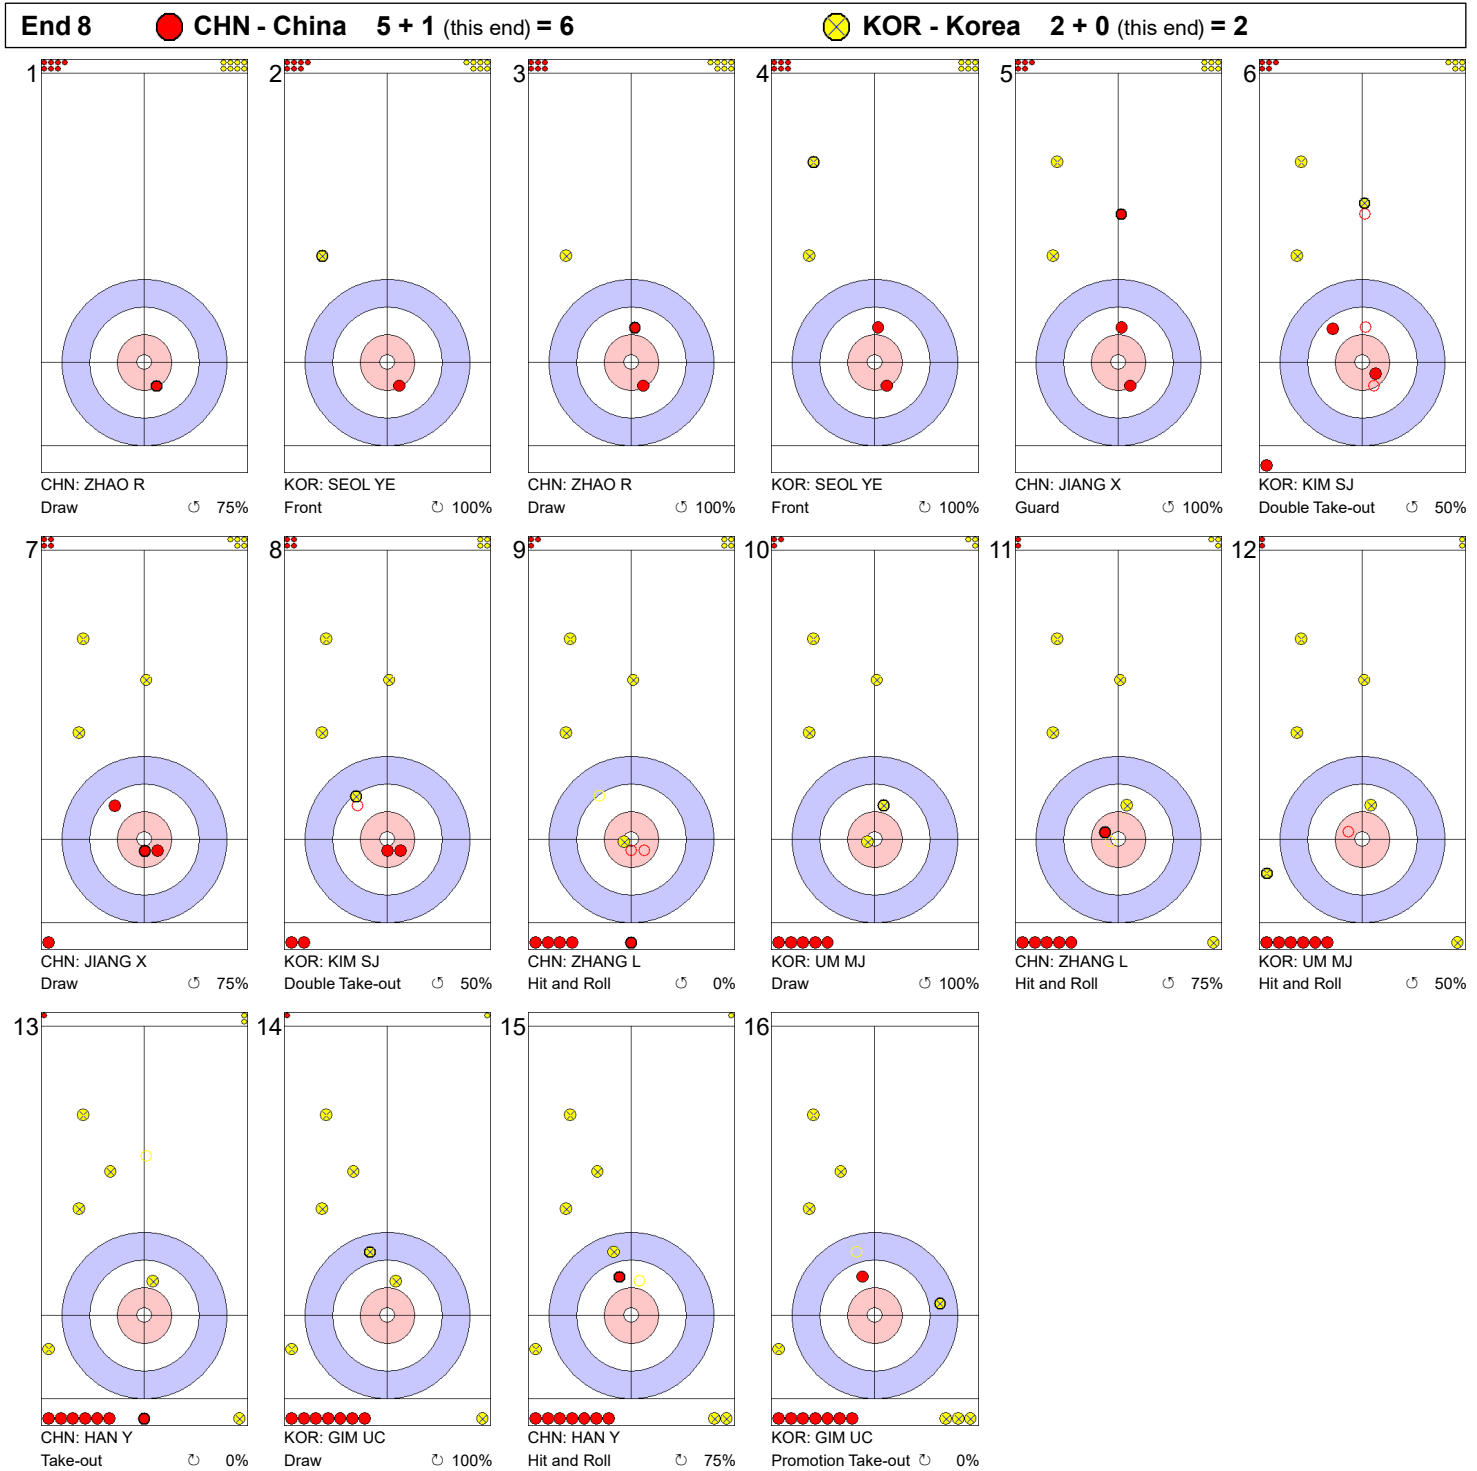 End 8 CHN - China 5 + 1 (this end) = 6 KOR - Korea 2 + 0 (this end) = 2
1 2 3 4 5 6
CHN: ZHAO R KOR: SEOL YE CHN: ZHAO R KOR: SEOL YE CHN: JIANG X KOR: KIM SJ
Draw ↺ 75% Front ↻ 100% Draw ↺ 100% Front ↻ 100% Guard ↺ 100% Double Take-out ↺ 50%
7 8 9 10 11 12
CHN: JIANG X KOR: KIM SJ CHN: ZHANG L KOR: UM MJ CHN: ZHANG L KOR: UM MJ
Draw ↺ 75% Double Take-out ↺ 50% Hit and Roll ↺ 0% Draw ↺ 100% Hit and Roll ↺ 75% Hit and Roll ↺ 50%
13 14 15 16
CHN: HAN Y KOR: GIM UC CHN: HAN Y KOR: GIM UC
Take-out ↻ 0% Draw ↻ 100% Hit and Roll ↻ 75% Promotion Take-out ↻ 0%